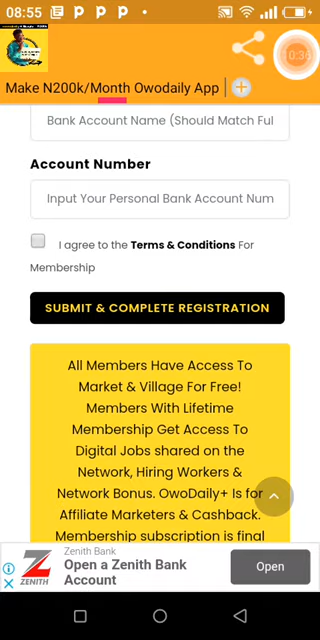 08:55
10:36
Make N200k/Month Owodaily App
Bank Account Name (Should Match Ful
Account Number
Input Your Personal Bank Account Num
I agree to the Terms & Conditions For
Membership
SUBMIT & COMPLETE REGISTRATION
All Members Have Access To
Market & Village For Free!
Members With Lifetime
Membership Get Access To
Digital Jobs shared on the
Network, Hiring Workers &
Network Bonus. OwoDaily+ Is for
Affiliate Marketers & Cashback.
Membership subscription is final
Zenith Bank
Open a Zenith Bank
Account
Open
ZENITH